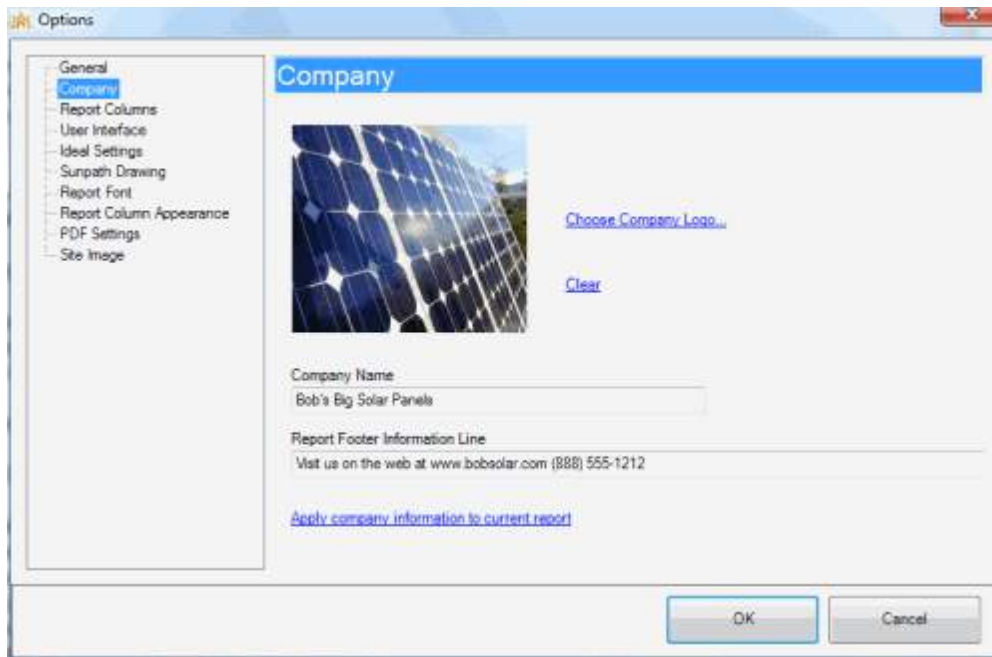 Options
General
Company
Report Columns
User Interface
Ideal Settings
Sunpath Drawing
Report Font
Report Column Appearance
PDF Settings
Site Image
Company
Choose Company Logo...
Clear
Company Name
Bob's Big Solar Panels
Report Footer Information Line
Visit us on the web at www.bobsolar.com (888) 555-1212
Apply company information to current report
OK
Cancel